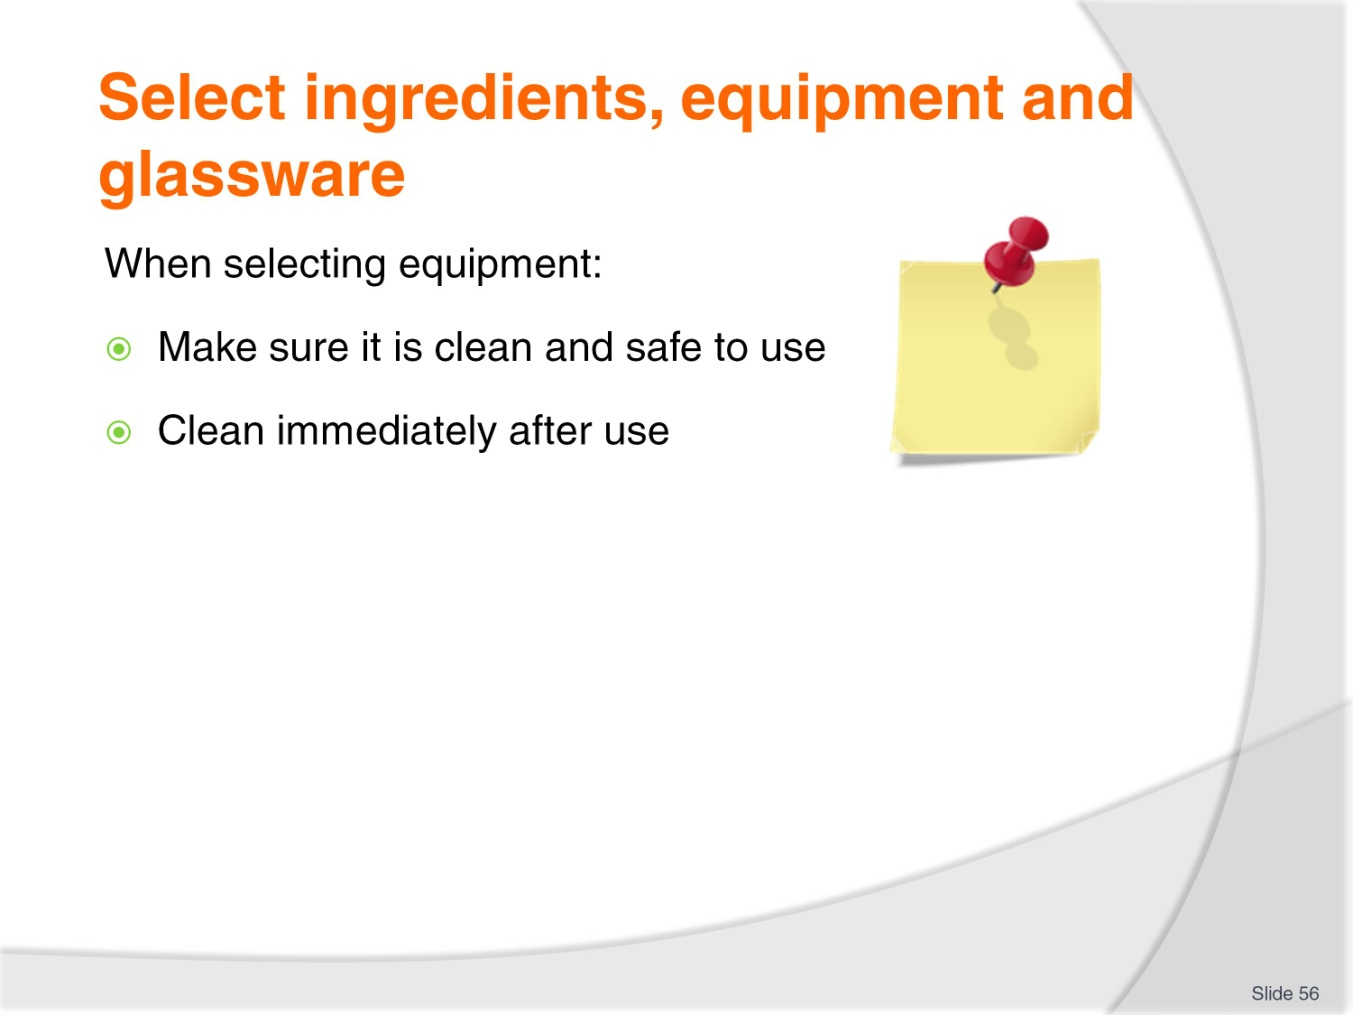 Select ingredients, equipment and
glassware
When selecting equipment:
Make sure it is clean and safe to use
Clean immediately after use
Slide 56